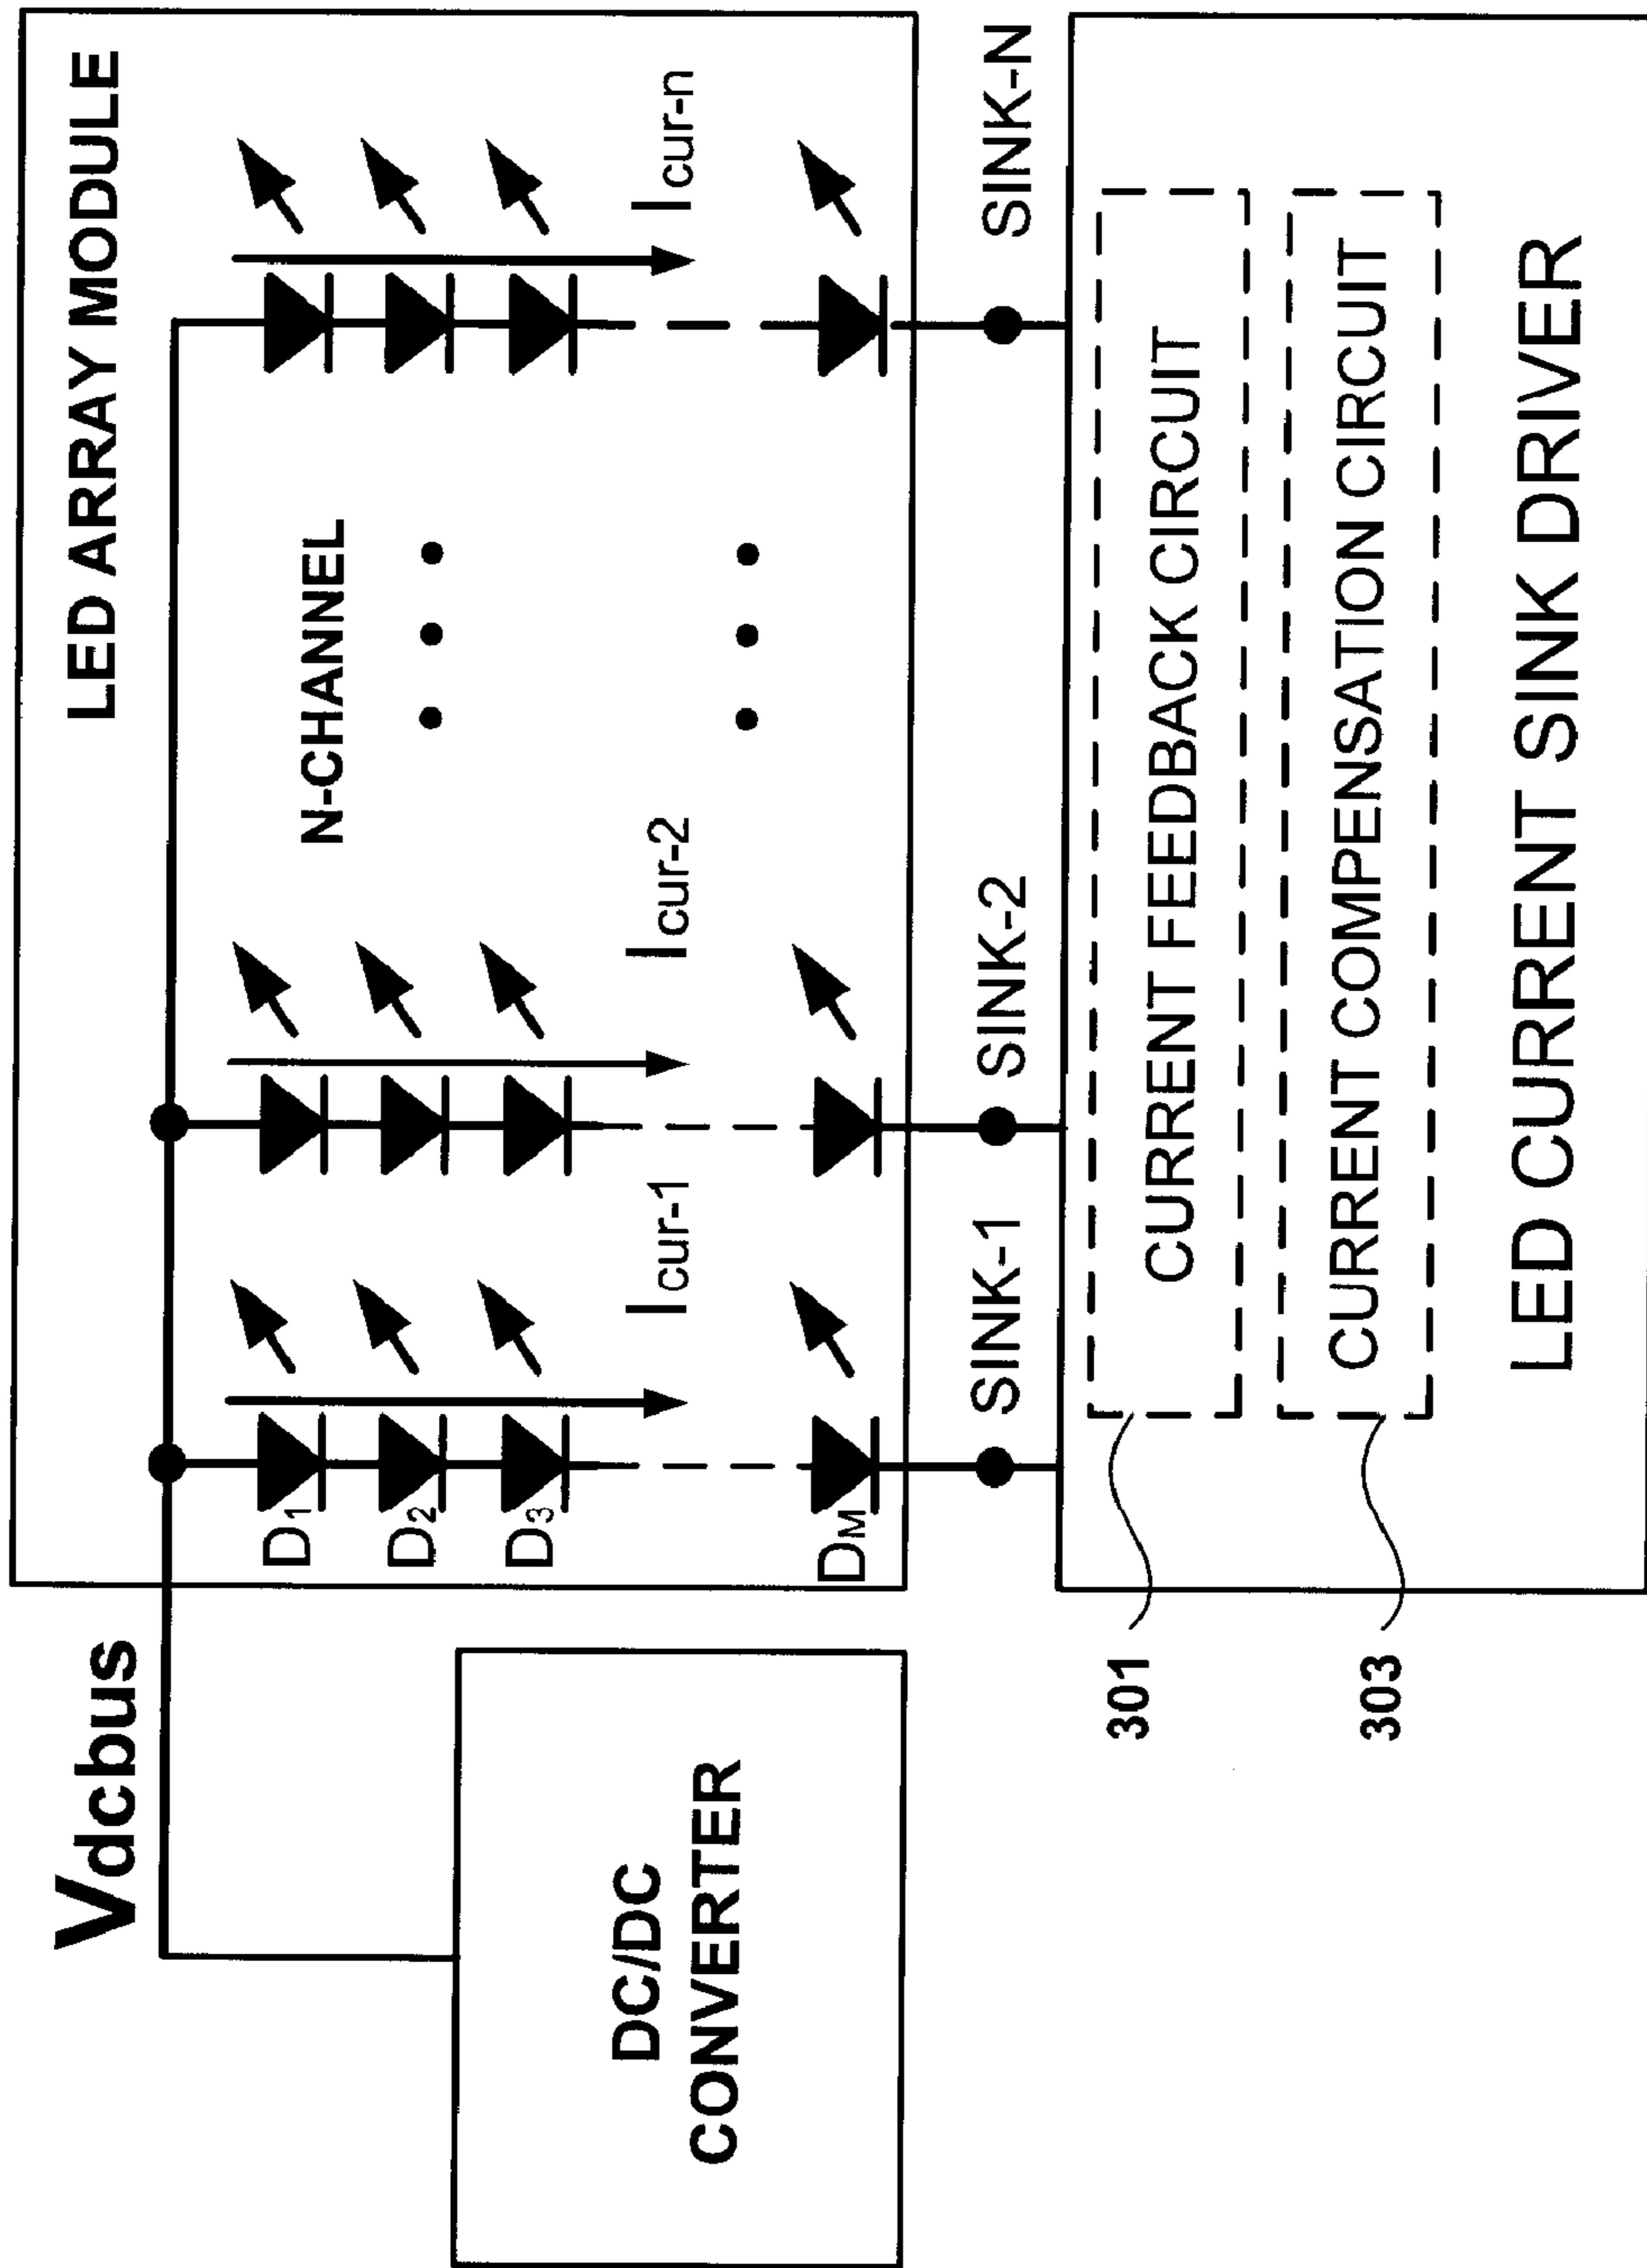 Vdcbus
LED ARRAY MODULE
N-CHANNEL
D1
D2
D3
DM
Icur-1
Icur-2
Icur-n
DC/DC
CONVERTER
SINK-1
SINK-2
SINK-N
301
CURRENT FEEDBACK CIRCUIT
303
CURRENT COMPENSATION CIRCUIT
LED CURRENT SINK DRIVER